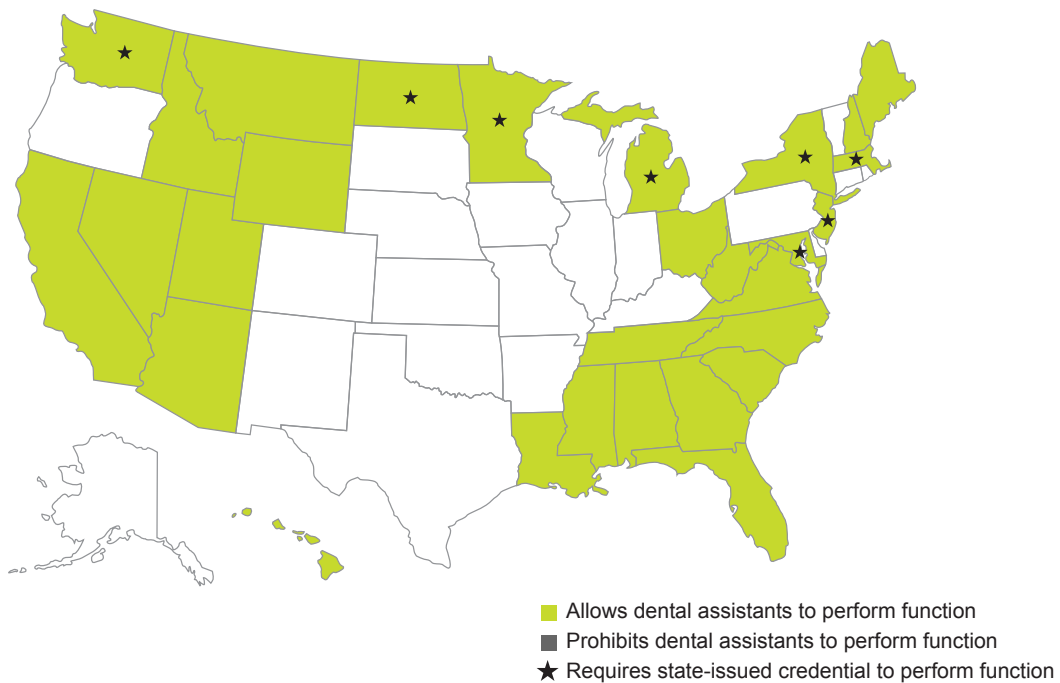 Allows dental assistants to perform function
Prohibits dental assistants to perform function
Requires state-issued credential to perform function